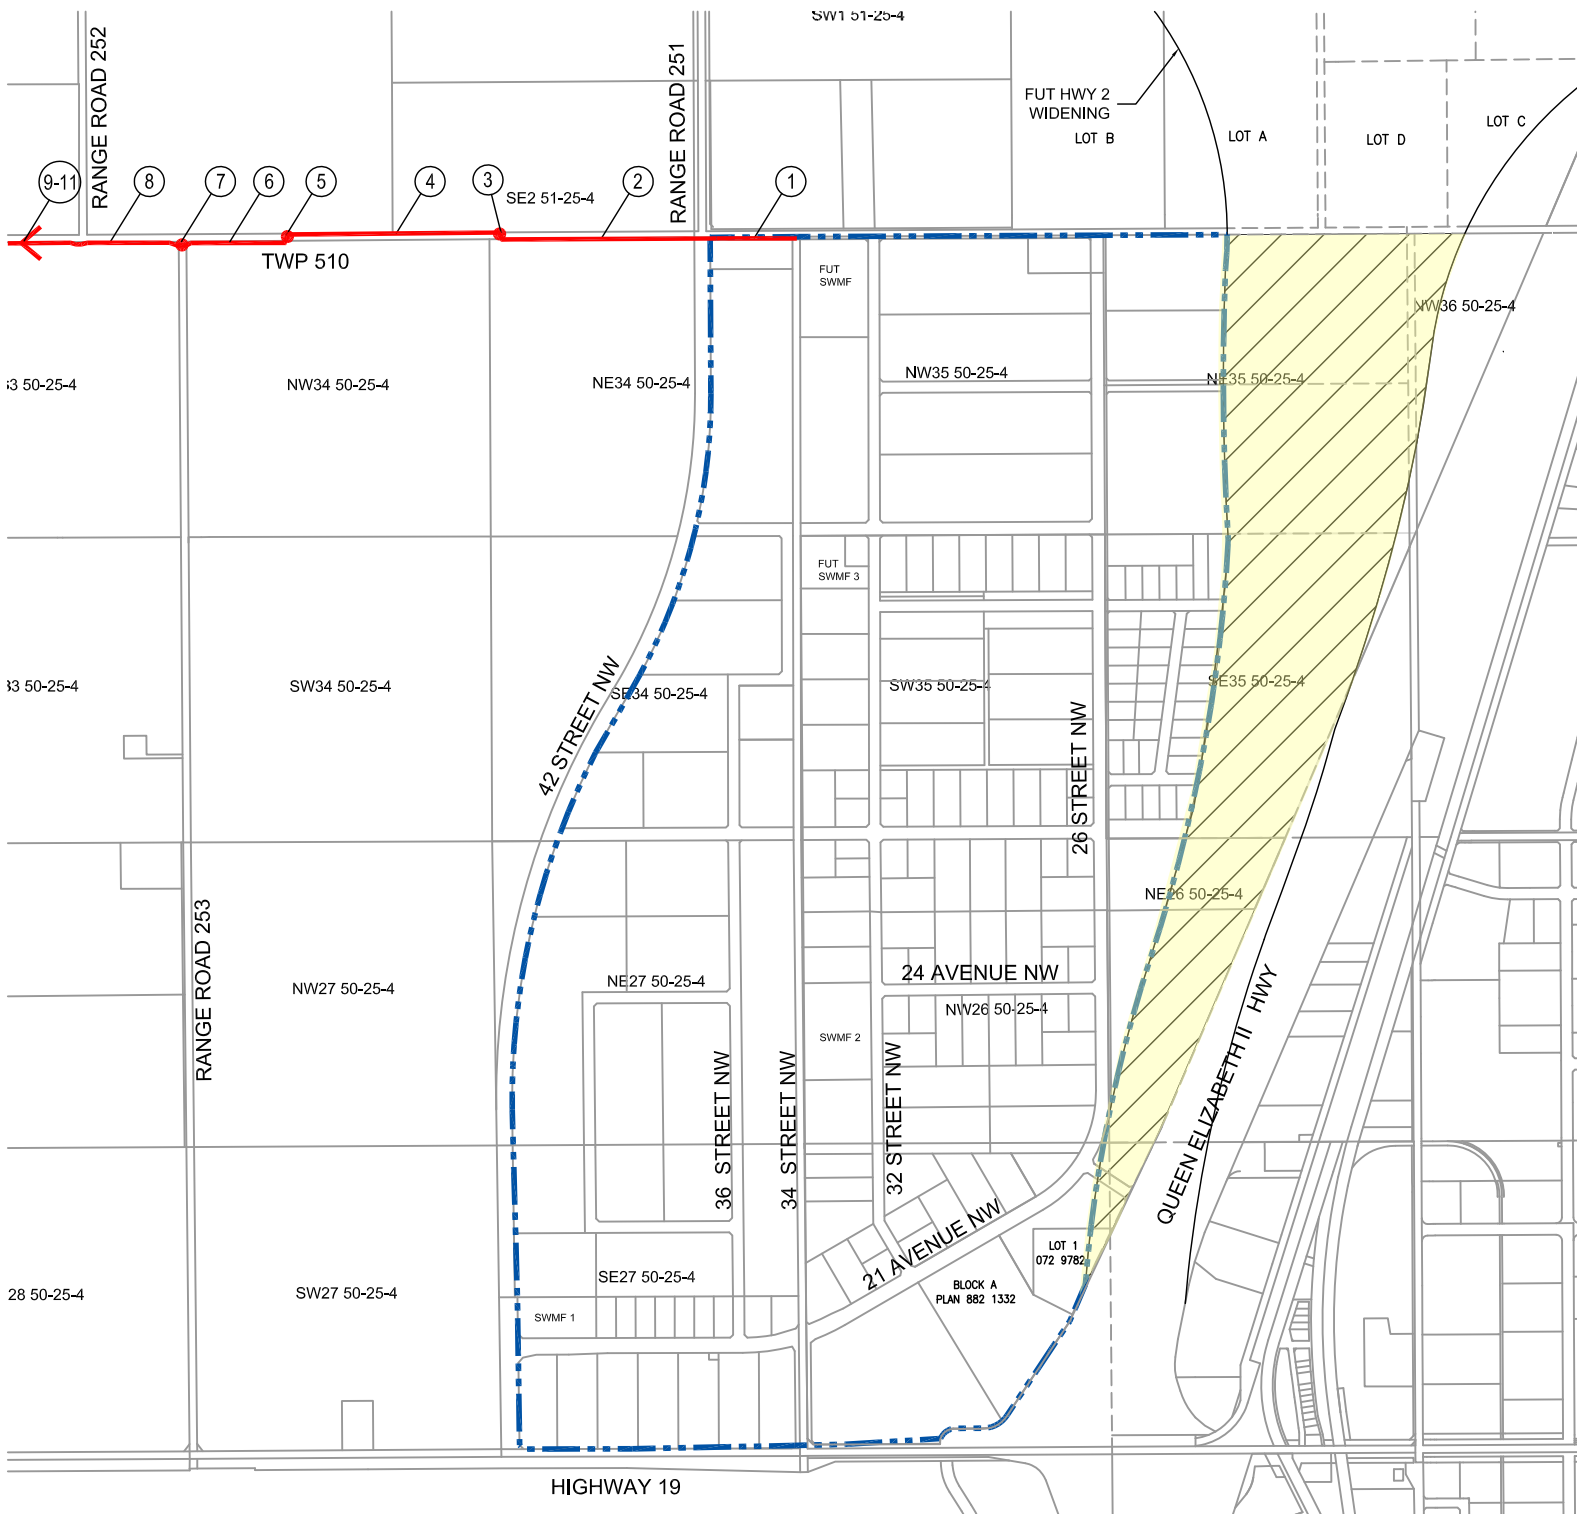 SW1 51-25-4
RANGE ROAD 252
RANGE ROAD 251
FUT HWY 2
WIDENING
LOT B
LOT A
LOT D
LOT C
9-11
8
7
6
5
4
3
2
1
SE2 51-25-4
TWP 510
FUT
SWMF
NW36 50-25-4
33 50-25-4
NW34 50-25-4
NE34 50-25-4
NW35 50-25-4
NE35 50-25-4
FUT
SWMF 3
33 50-25-4
SW34 50-25-4
SE34 50-25-4
SW35 50-25-4
SE35 50-25-4
42 STREET NW
26 STREET NW
NE26 50-25-4
RANGE ROAD 253
NW27 50-25-4
NE27 50-25-4
24 AVENUE NW
NW26 50-25-4
SWMF 2
QUEEN ELIZABETH II HWY
36 STREET NW
34 STREET NW
32 STREET NW
21 AVENUE NW
LOT 1
072 9782
BLOCK A
PLAN 882 1332
28 50-25-4
SW27 50-25-4
SE27 50-25-4
SWMF 1
HIGHWAY 19